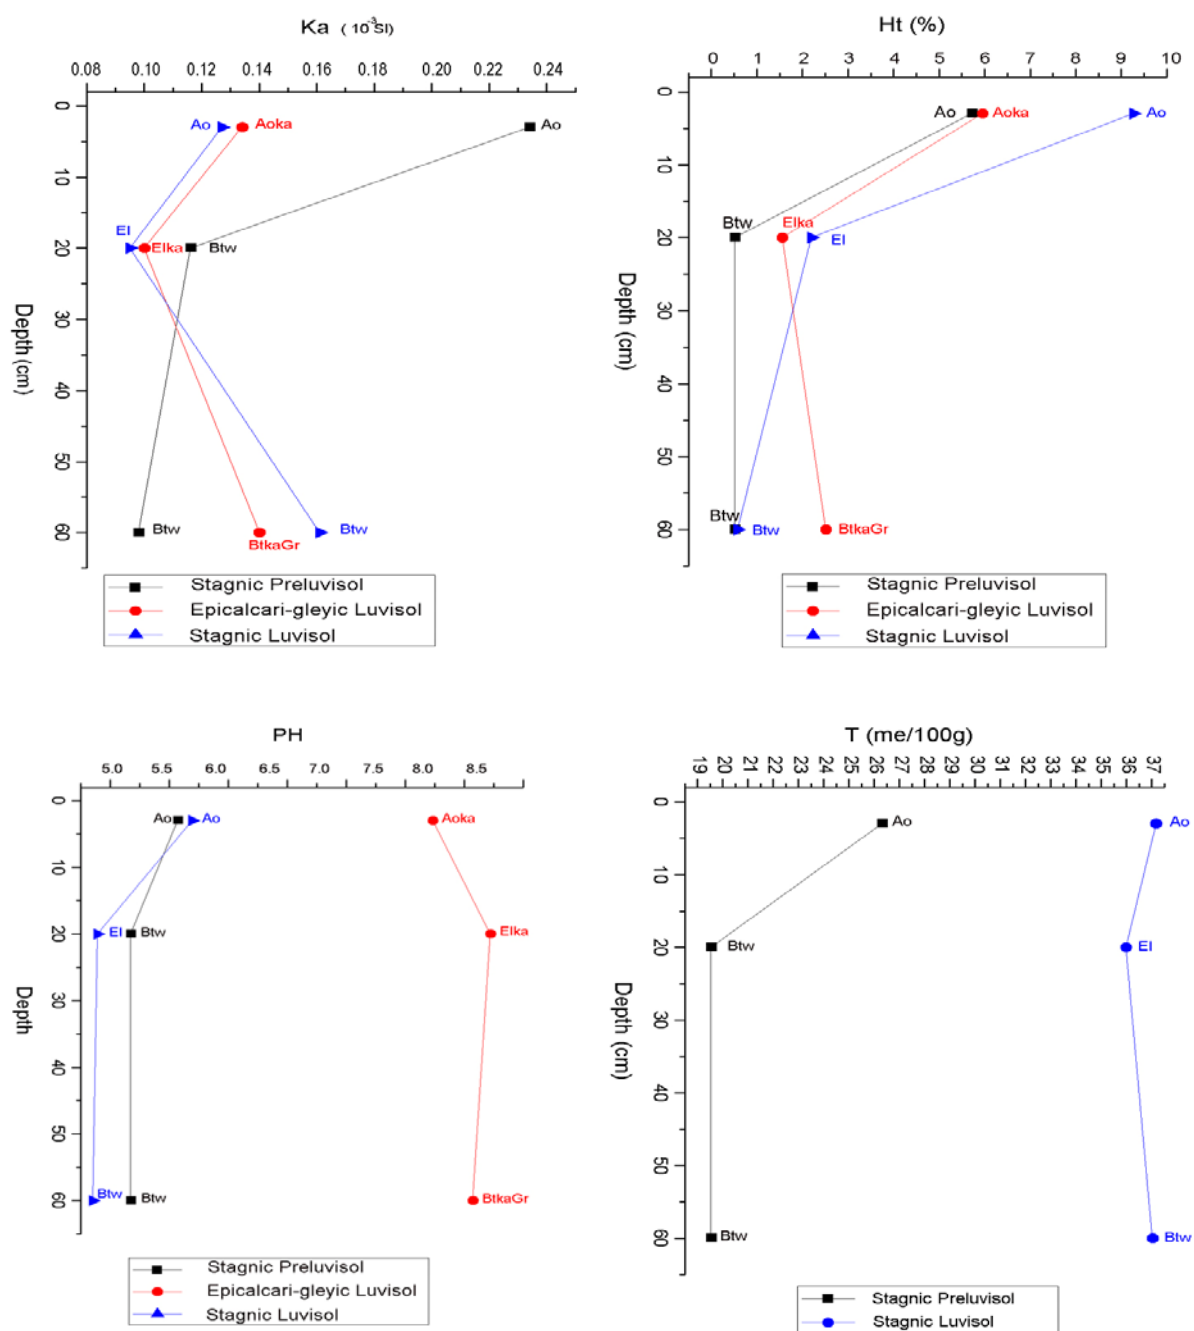 Ka ( 10⁻³SI)
0.08 0.10 0.12 0.14 0.16 0.18 0.20 0.22 0.24
0
10
20
30
40
50
60
Depth (cm)
Ao
Aoka
Ao
El
Elka
Btw
Btw
BtkaGr
Btw
Stagnic Preluvisol
Epicalcari-gleyic Luvisol
Stagnic Luvisol
Ht (%)
0 1 2 3 4 5 6 7 8 9 10
0
10
20
30
40
50
60
Depth (cm)
Ao
Aoka
Ao
Btw
Elka
El
Btw
Btw
BtkaGr
Stagnic Preluvisol
Epicalcari-gleyic Luvisol
Stagnic Luvisol
PH
5.0 5.5 6.0 6.5 7.0 7.5 8.0 8.5
0
10
20
30
40
50
60
Depth
Ao
Ao
Aoka
El
Btw
Elka
Btw
Btw
BtkaGr
Stagnic Preluvisol
Epicalcari-gleyic Luvisol
Stagnic Luvisol
T (me/100g)
19 20 22 23 24 25 26 27 28 29 30 31 32 33 34 35 36 37
0
10
20
30
40
50
60
Depth (cm)
Ao
Ao
Btw
El
Btw
Btw
Stagnic Preluvisol
Stagnic Luvisol